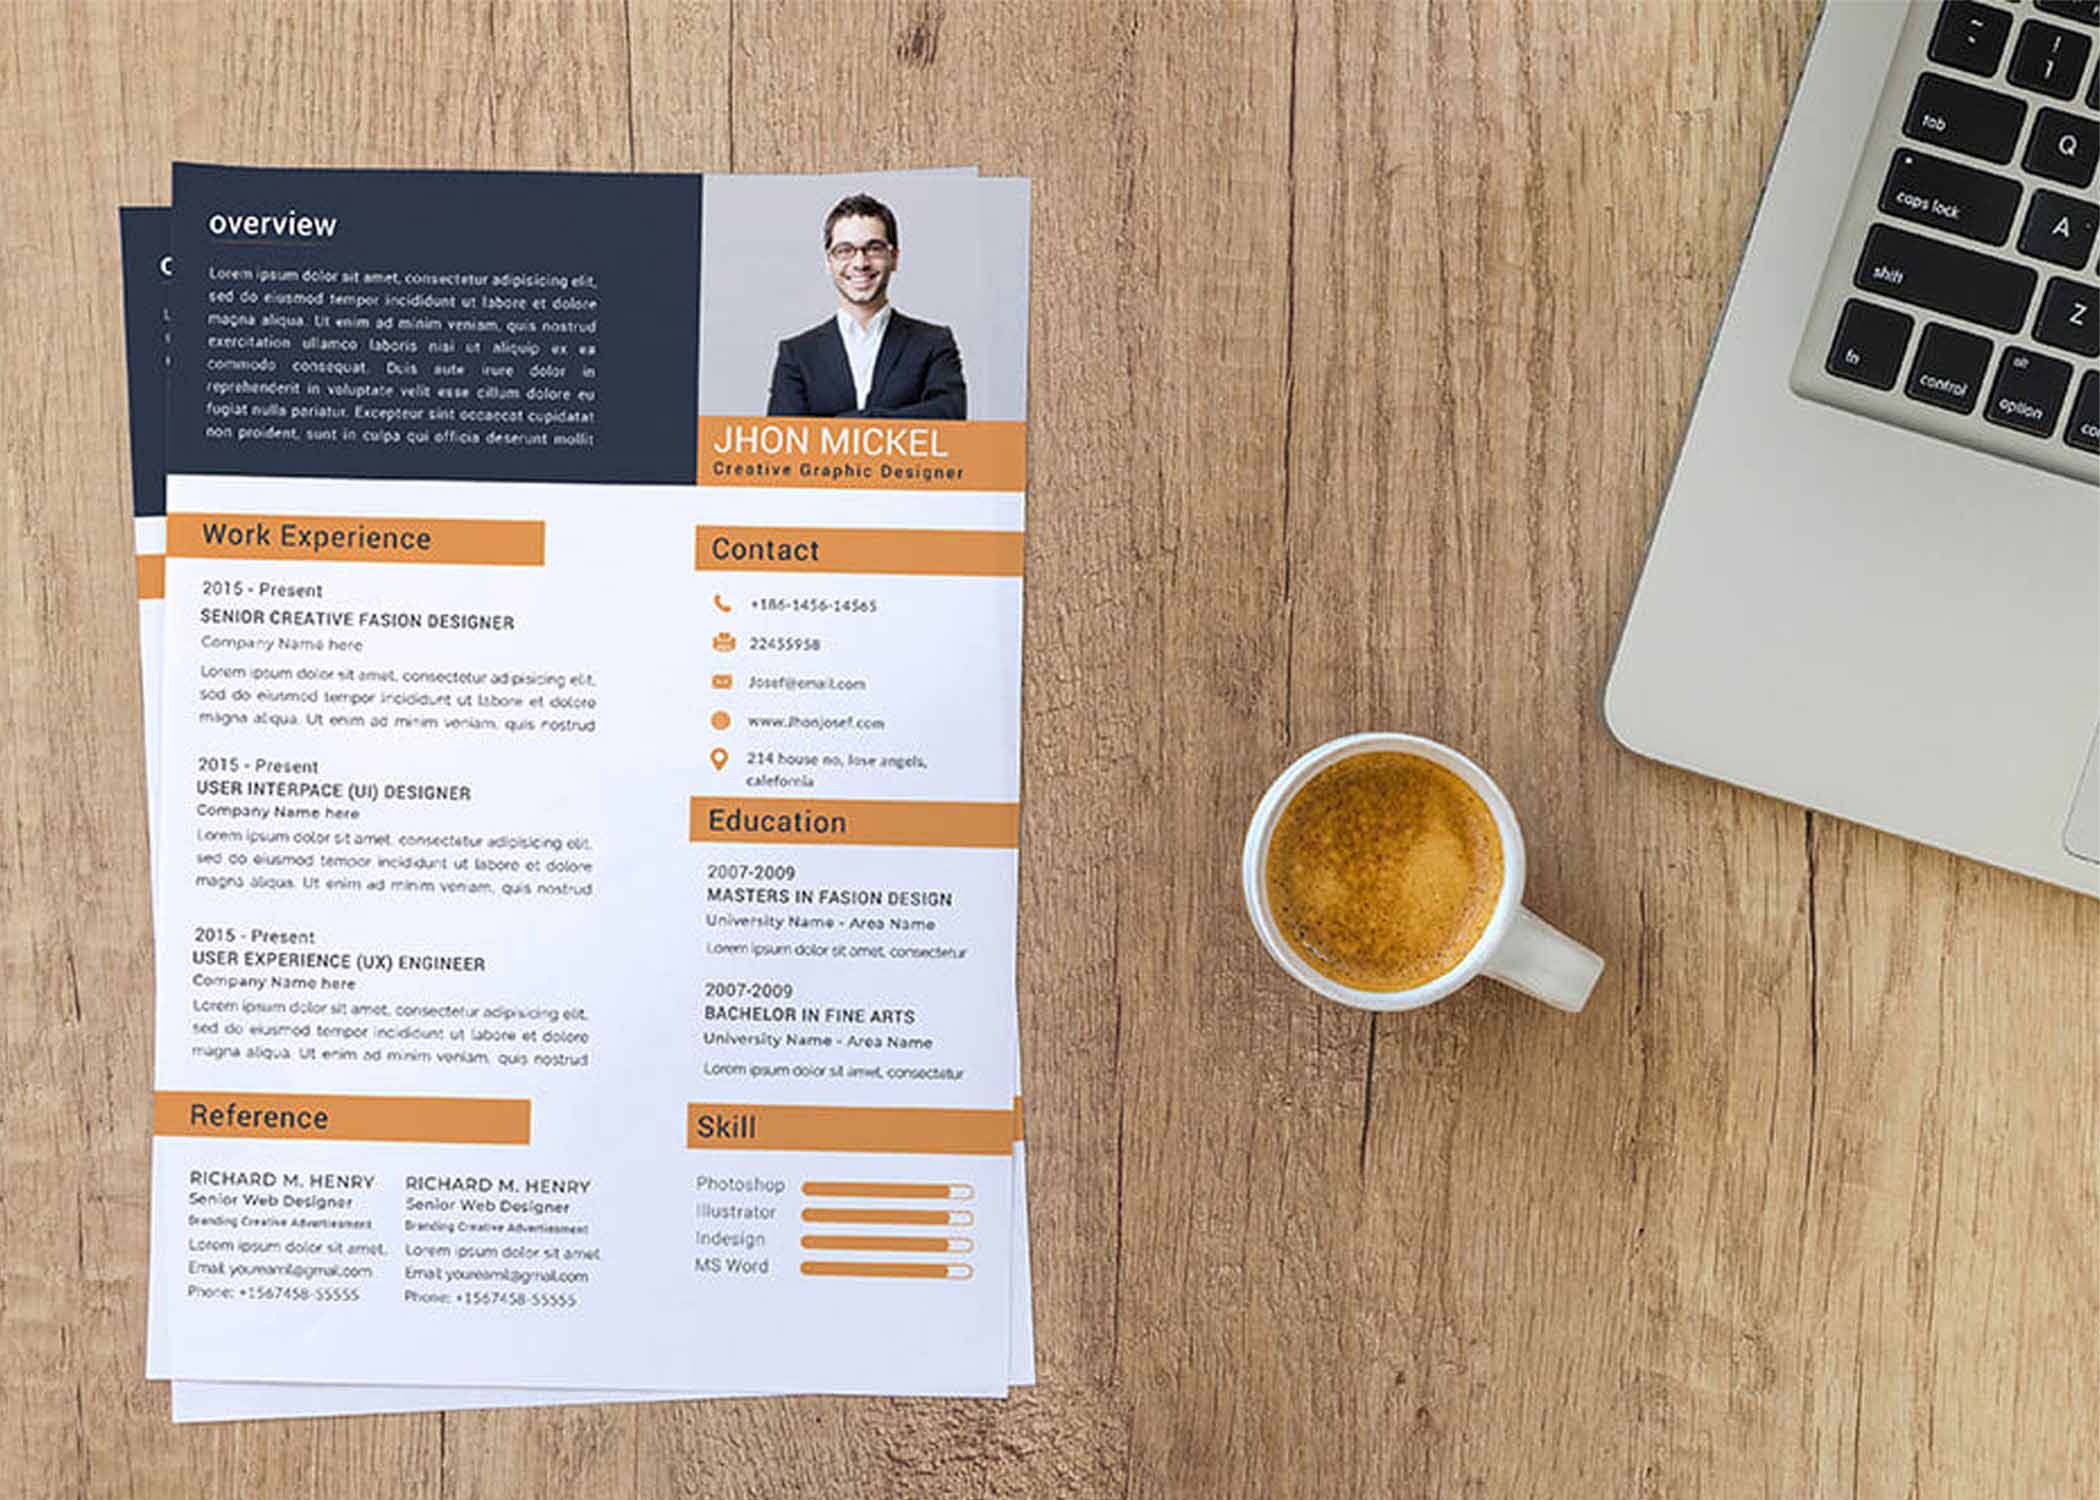 overview
Lorem ipsum dolor sit amet, consectetur adipisicing elit,
sed do eiusmod tempor incididunt ut labore et dolore
magna aliqua. Ut enim ad minim veniam, quis nostrud
exercitation ullamco laboris nisi ut aliquip ex ea
commodo consequat. Duis aute irure dolor in
reprehenderit in voluptate velit esse cillum dolore eu
fugiat nulla pariatur. Excepteur sint occaecat cupidatat
non proident, sunt in culpa qui officia deserunt mollit
JHON MICKEL
Creative Graphic Designer
Work Experience
2015 - Present
SENIOR CREATIVE FASION DESIGNER
Company Name here
Lorem ipsum dolor sit amet, consectetur adipisicing elit,
sed do eiusmod tempor incididunt ut labore et dolore
magna aliqua. Ut enim ad minim veniam, quis nostrud
2015 - Present
USER INTERPACE (UI) DESIGNER
Company Name here
Lorem ipsum dolor sit amet, consectetur adipisicing elit,
sed do eiusmod tempor incididunt ut labore et dolore
magna aliqua. Ut enim ad minim veniam, quis nostrud
2015 - Present
USER EXPERIENCE (UX) ENGINEER
Company Name here
Lorem ipsum dolor sit amet, consectetur adipisicing elit,
sed do eiusmod tempor incididunt ut labore et dolore
magna aliqua. Ut enim ad minim veniam, quis nostrud
Reference
RICHARD M. HENRY
Senior Web Designer
Branding Creative Advertiesment
Lorem ipsum dolor sit amet,
Email: youreamil@gmail.com
Phone: +1567458-55555
RICHARD M. HENRY
Senior Web Designer
Branding Creative Advertiesment
Lorem ipsum dolor sit amet,
Email: youreamil@gmail.com
Phone: +1567458-55555
Contact
+186-1456-14565
22455958
Josef@email.com
www.Jhonjosef.com
214 house no, lose angels,
calefornia
Education
2007-2009
MASTERS IN FASION DESIGN
University Name - Area Name
Lorem ipsum dolor sit amet, consectetur
2007-2009
BACHELOR IN FINE ARTS
University Name - Area Name
Lorem ipsum dolor sit amet, consectetur
Skill
Photoshop
Illustrator
Indesign
MS Word
~
!
1
tab
Q
caps lock
A
shift
Z
fn
control
alt
option